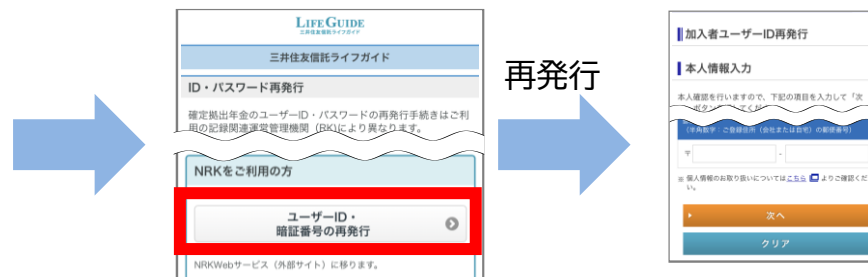 LIFE GUIDE
三井住友信託ライフガイド
三井住友信託ライフガイド
ID・パスワード再発行
確定拠出年金のユーザーID・パスワードの再発行手続きはご利
用の記録関連運営管理機関（RK)により異なります。
NRKをご利用の方
ユーザーID・
暗証番号の再発行
NRKWebサービス（外部サイト）に移ります。
再発行
加入者ユーザーID再発行
本人情報入力
本人確認を行いますので、下記の項目を入力して「次
（半角数字：ご登録住所（会社または自宅）の郵便番号）
〒 -
※ 個人情報のお取り扱いについてはこちら よりご確認くだ
い。
次へ
クリア